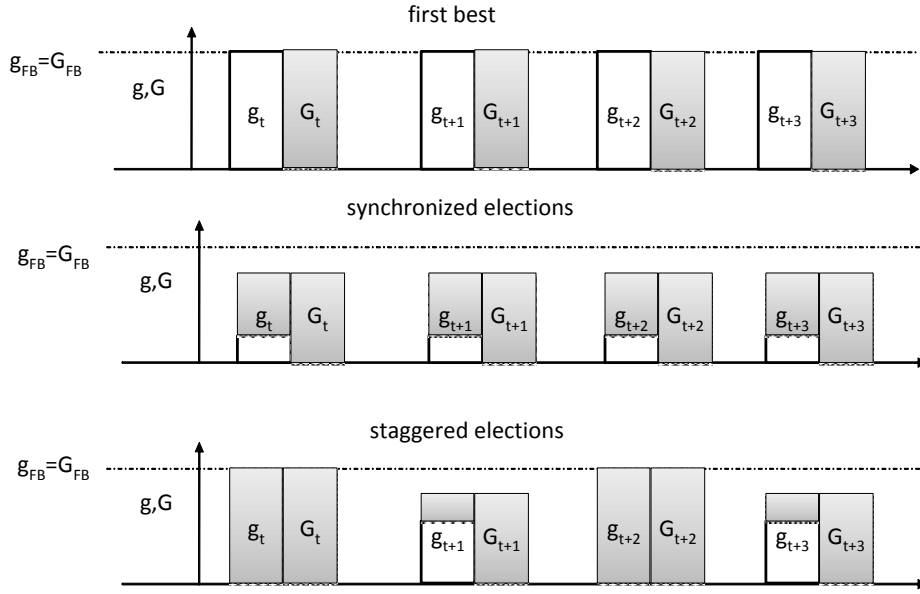 first best
g_FB=G_FB
g,G
g_t G_t g_t+1 G_t+1 g_t+2 G_t+2 g_t+3 G_t+3
synchronized elections
g_FB=G_FB
g,G
g_t G_t g_t+1 G_t+1 g_t+2 G_t+2 g_t+3 G_t+3
staggered elections
g_FB=G_FB
g,G
g_t G_t g_t+1 G_t+1 g_t+2 G_t+2 g_t+3 G_t+3